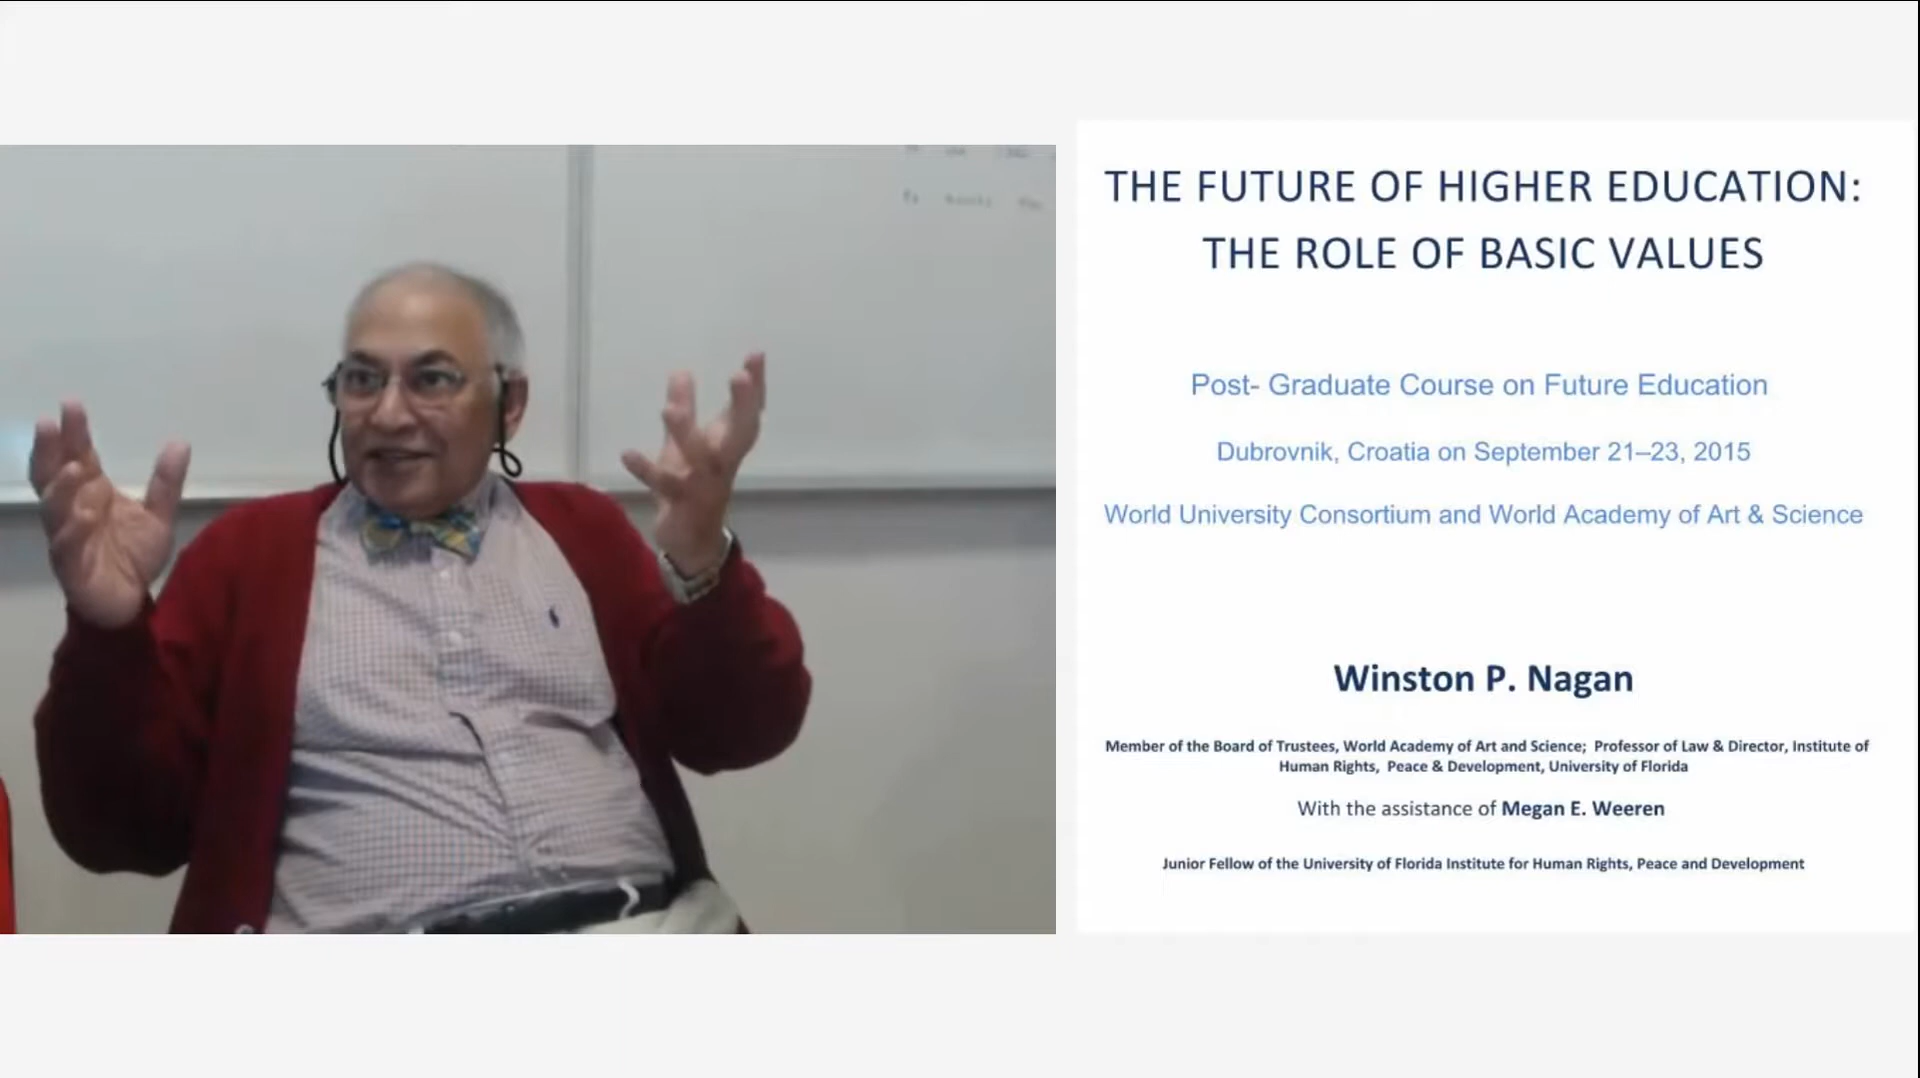 THE FUTURE OF HIGHER EDUCATION:
THE ROLE OF BASIC VALUES
Post- Graduate Course on Future Education
Dubrovnik, Croatia on September 21–23, 2015
World University Consortium and World Academy of Art & Science
Winston P. Nagan
Member of the Board of Trustees, World Academy of Art and Science; Professor of Law & Director, Institute of
Human Rights, Peace & Development, University of Florida
With the assistance of Megan E. Weeren
Junior Fellow of the University of Florida Institute for Human Rights, Peace and Development